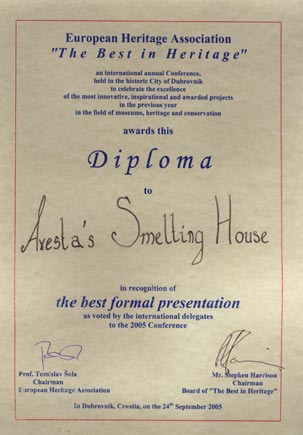 European Heritage Association
"The Best in Heritage"
an international annual Conference,
held in the historic City of Dubrovnik
to celebrate the excellence
of the most innovative, inspirational and awarded projects
in the previous year
in the field of museums, heritage and conservation
awards this
Diploma
to
Avesta's Smelting House
in recognition of
the best formal presentation
as voted by the international delegates
to the 2005 Conference
Prof. Tomislav Šola
Chairman
European Heritage Association
Mr. Stephen Harrison
Chairman
Board of "The Best in Heritage"
In Dubrovnik, Croatia, on the 24th September 2005